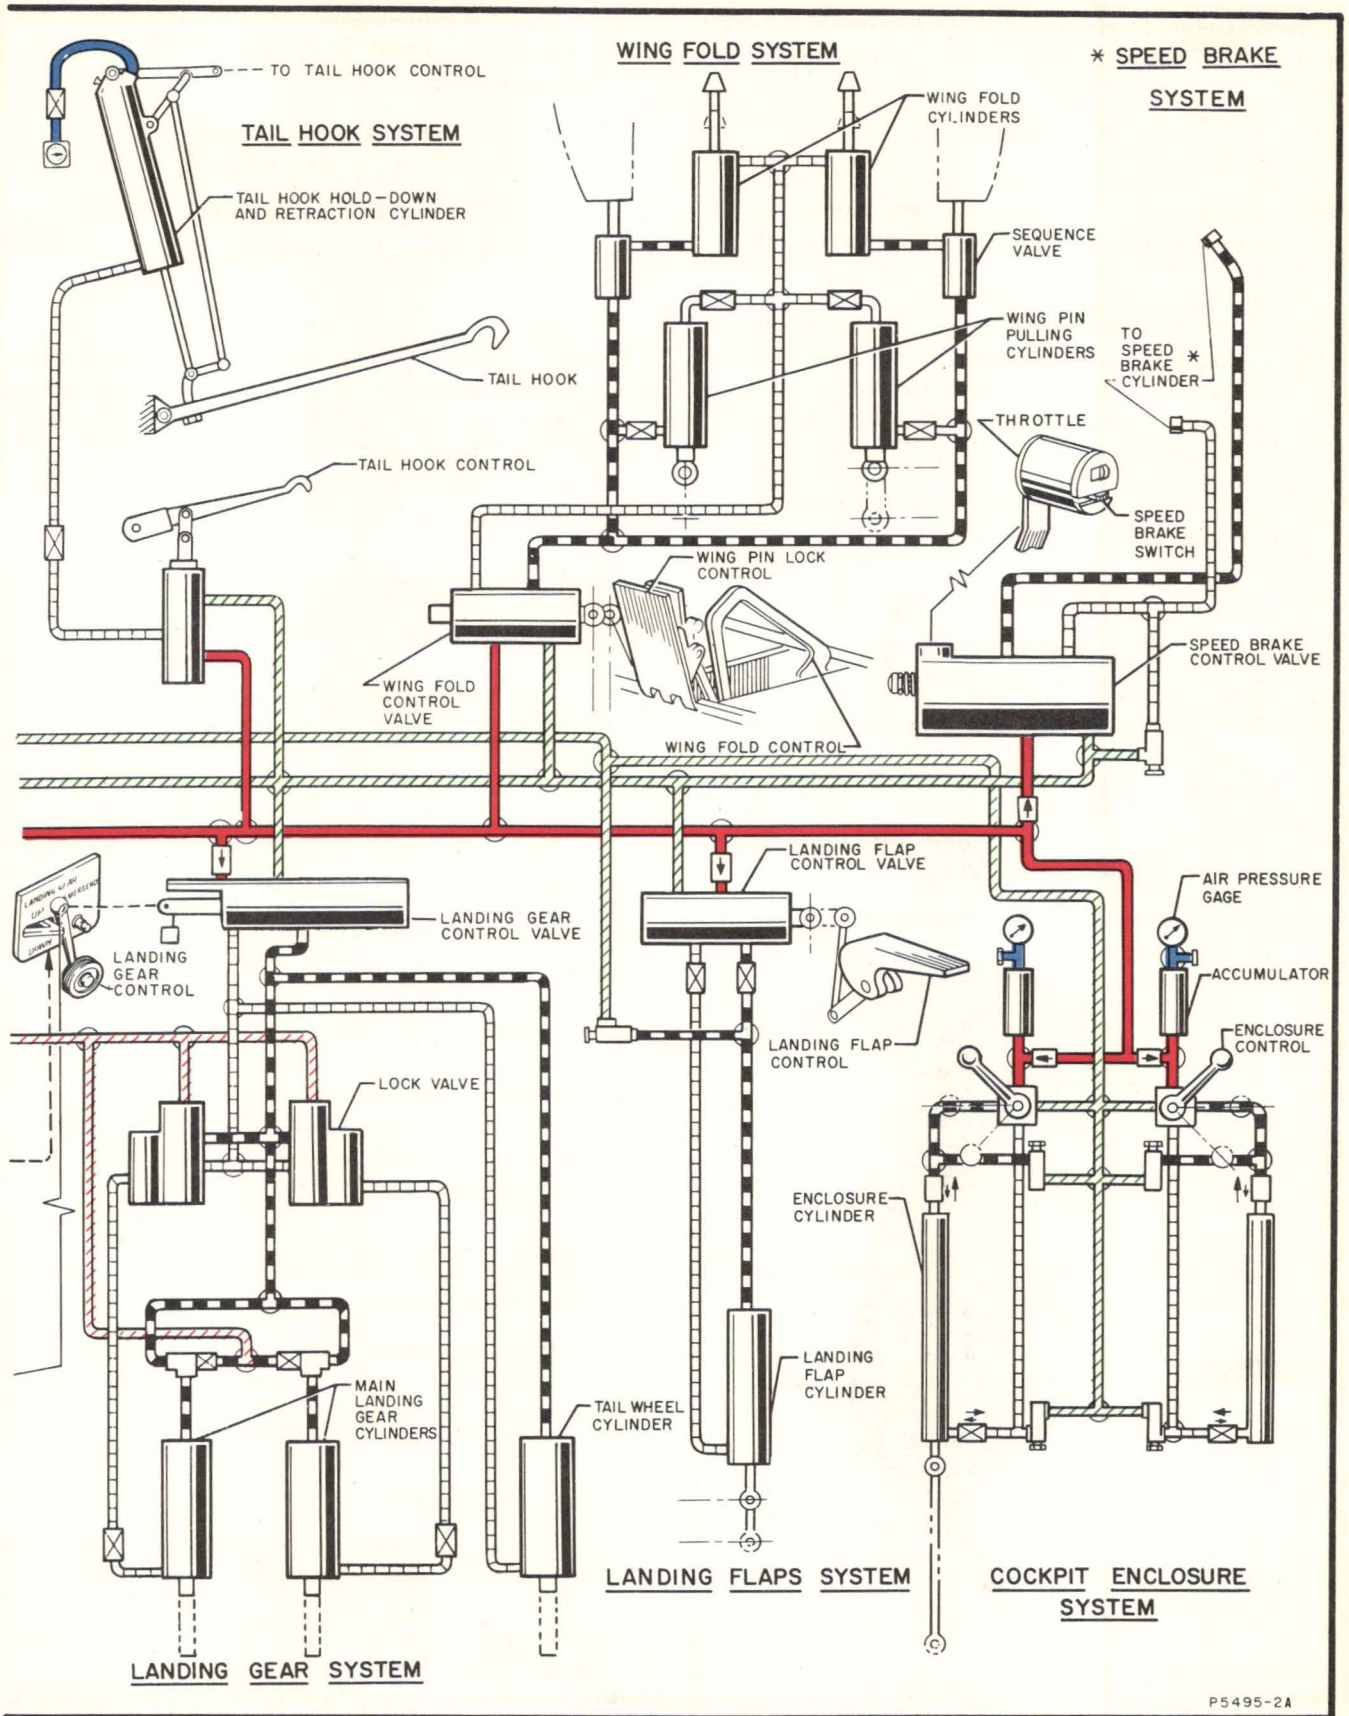 WING FOLD SYSTEM
* SPEED BRAKE
SYSTEM
TO TAIL HOOK CONTROL
TAIL HOOK SYSTEM
WING FOLD
CYLINDERS
TAIL HOOK HOLD-DOWN
AND RETRACTION CYLINDER
SEQUENCE
VALVE
WING PIN
PULLING
CYLINDERS
TO
SPEED *
BRAKE
CYLINDER
TAIL HOOK
THROTTLE
TAIL HOOK CONTROL
SPEED
BRAKE
SWITCH
WING PIN LOCK
CONTROL
SPEED BRAKE
CONTROL VALVE
WING FOLD
CONTROL
VALVE
WING FOLD CONTROL
LANDING FLAP
CONTROL VALVE
AIR PRESSURE
GAGE
LANDING GEAR
UP
DOWN
LANDING GEAR
CONTROL VALVE
LANDING
GEAR
CONTROL
ACCUMULATOR
LANDING FLAP
CONTROL
ENCLOSURE
CONTROL
LOCK VALVE
ENCLOSURE
CYLINDER
LANDING
FLAP
CYLINDER
MAIN
LANDING
GEAR
CYLINDERS
TAIL WHEEL
CYLINDER
LANDING FLAPS SYSTEM
COCKPIT ENCLOSURE
SYSTEM
LANDING GEAR SYSTEM
P5495-2A